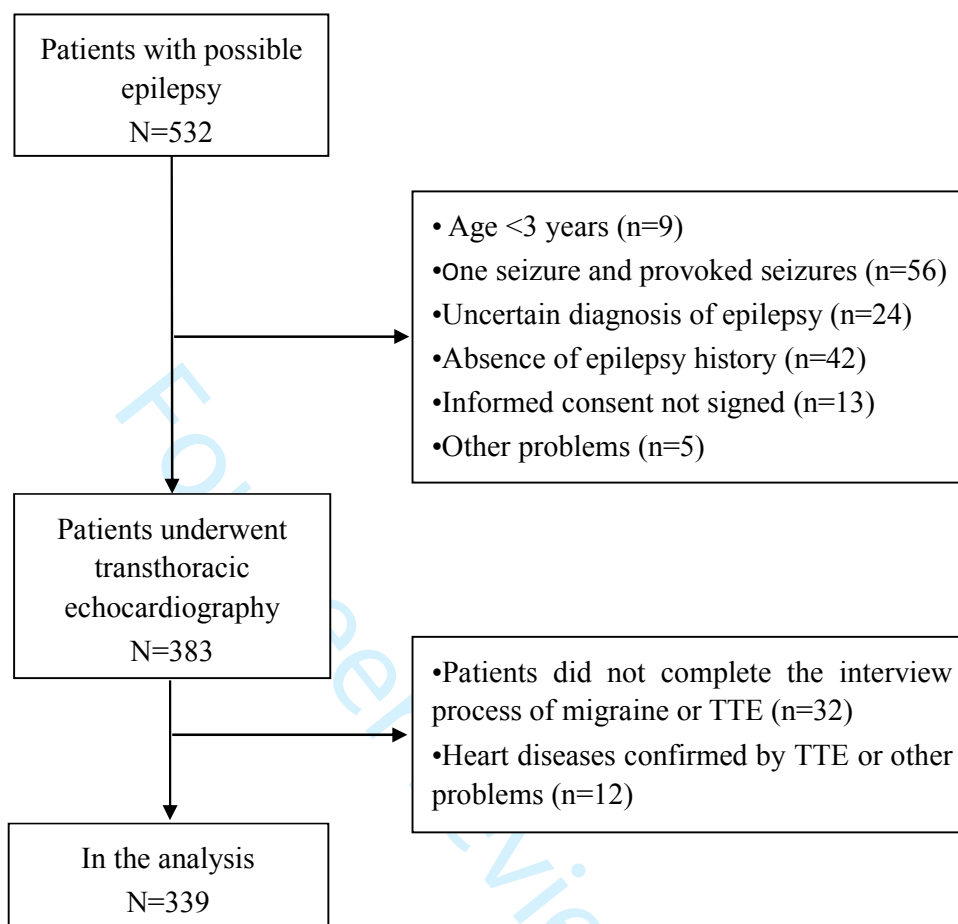 Patients with possible
epilepsy
N=532
• Age <3 years (n=9)
•One seizure and provoked seizures (n=56)
•Uncertain diagnosis of epilepsy (n=24)
•Absence of epilepsy history (n=42)
•Informed consent not signed (n=13)
•Other problems (n=5)
Patients underwent
transthoracic
echocardiography
N=383
•Patients did not complete the interview
process of migraine or TTE (n=32)
•Heart diseases confirmed by TTE or other
problems (n=12)
In the analysis
N=339
For